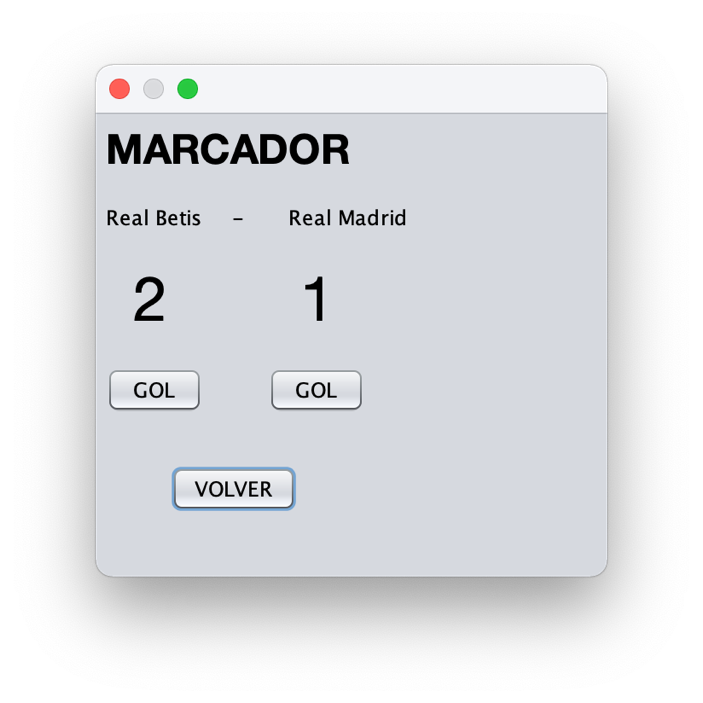 MARCADOR
Real Betis - Real Madrid
2 1
GOL GOL
VOLVER